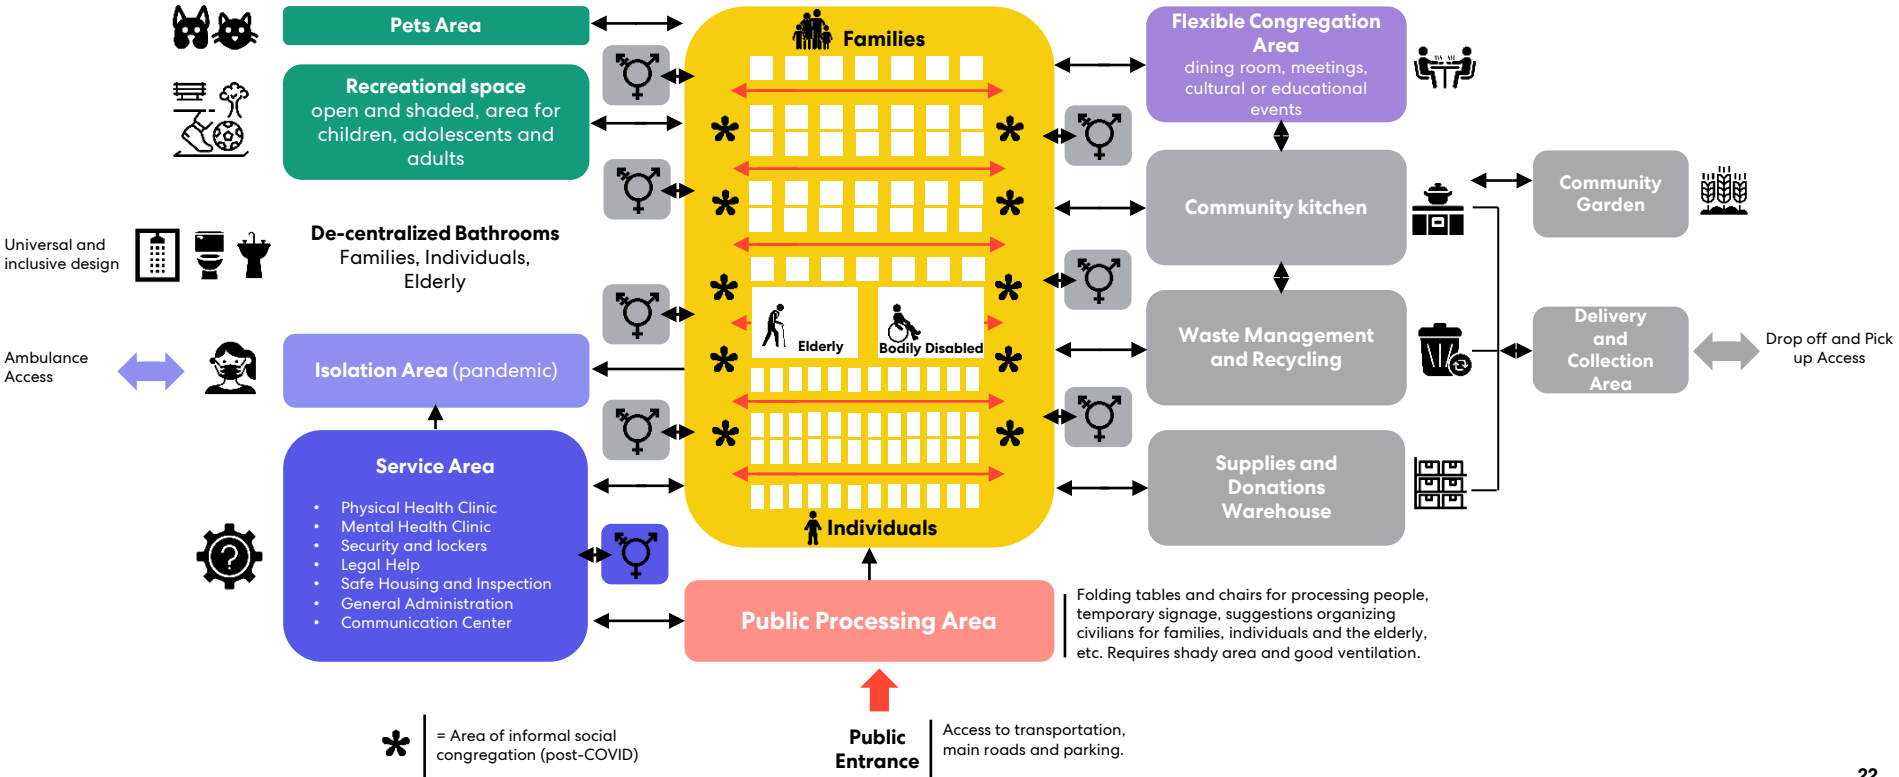 Pets Area
Recreational space
open and shaded, area for
children, adolescents and
adults
Universal and
inclusive design
De-centralized Bathrooms
Families, Individuals,
Elderly
Ambulance
Access
Isolation Area (pandemic)
Service Area
• Physical Health Clinic
• Mental Health Clinic
• Security and lockers
• Legal Help
• Safe Housing and Inspection
• General Administration
• Communication Center
Families
Elderly
Bodily Disabled
Individuals
Flexible Congregation
Area
dining room, meetings,
cultural or educational
events
Community kitchen
Community
Garden
Waste Management
and Recycling
Delivery
and
Collection
Area
Drop off and Pick
up Access
Supplies and
Donations
Warehouse
Public Processing Area
Folding tables and chairs for processing people,
temporary signage, suggestions organizing
civilians for families, individuals and the elderly,
etc. Requires shady area and good ventilation.
* = Area of informal social
congregation (post-COVID)
Public
Entrance
Access to transportation,
main roads and parking.
22